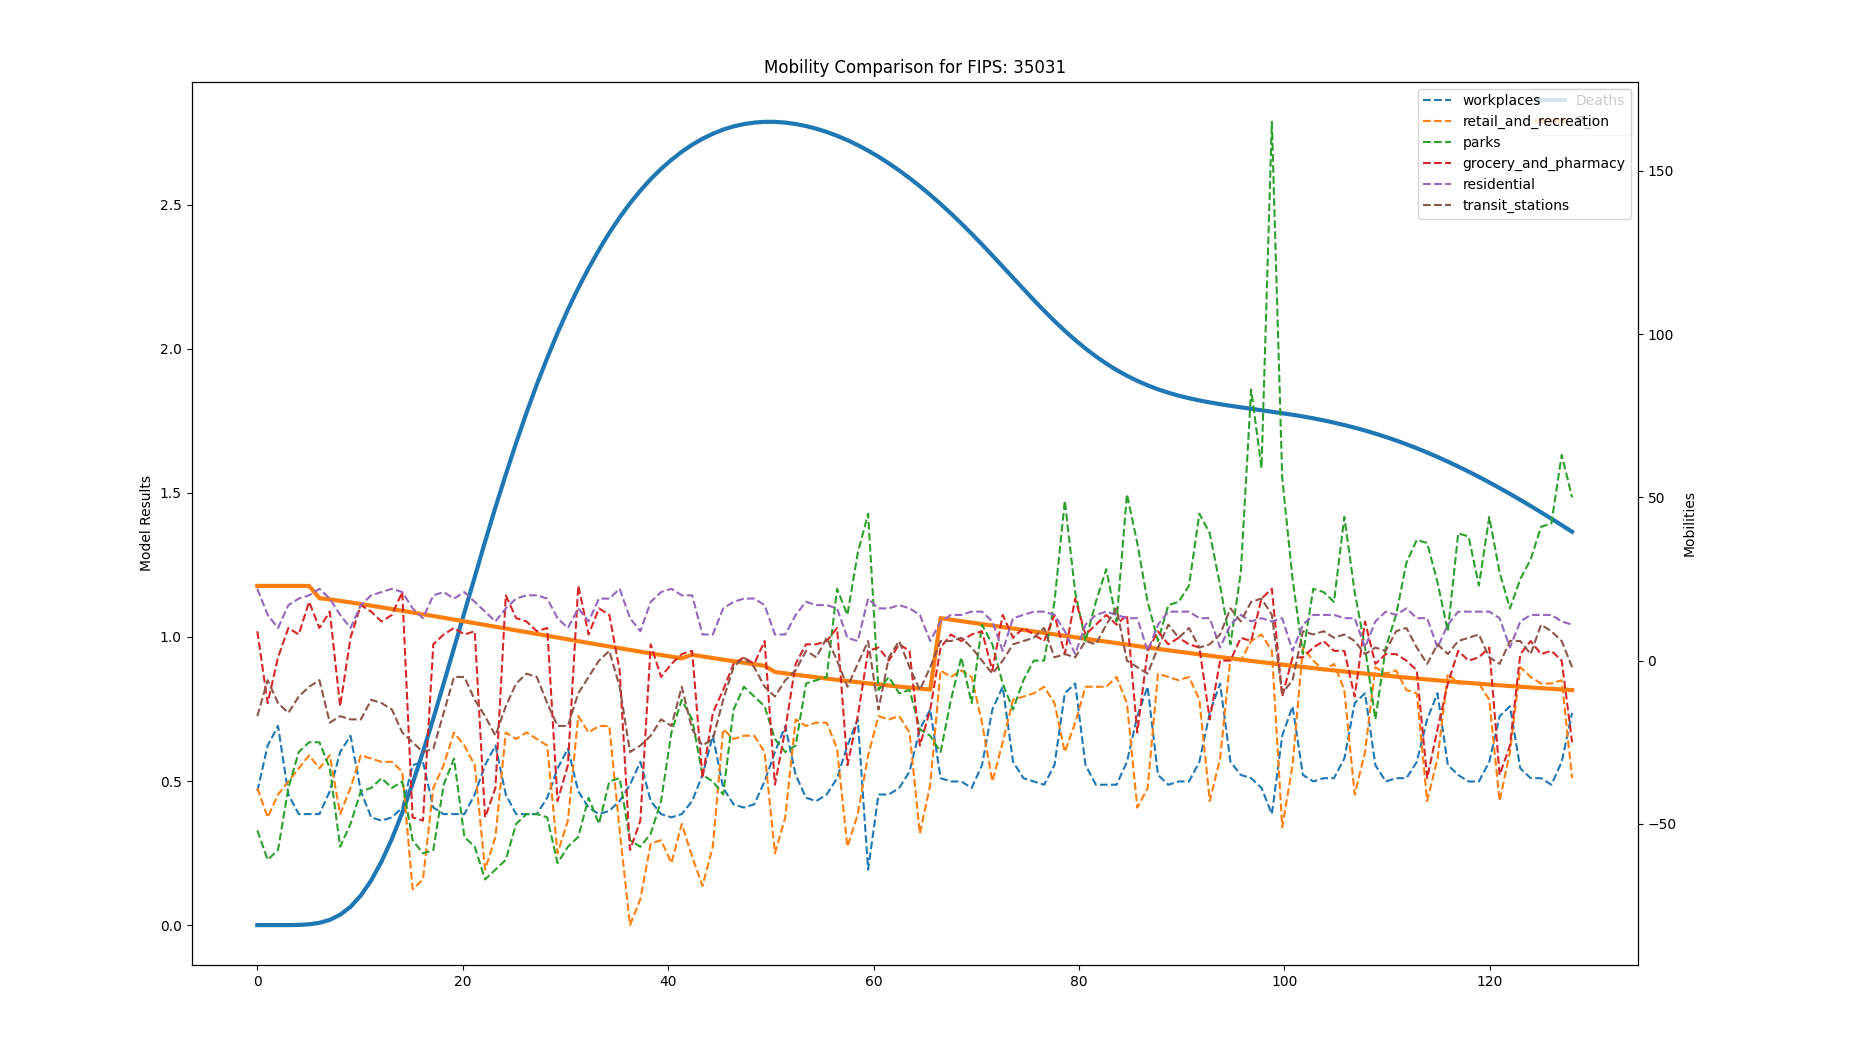 Mobility Comparison for FIPS: 35031
workplaces
retail_and_recreation
parks
grocery_and_pharmacy
residential
transit_stations
Deaths
Model Results
Mobilities
2.5
2.0
1.5
1.0
0.5
0.0
150
100
50
0
−50
0 20 40 60 80 100 120